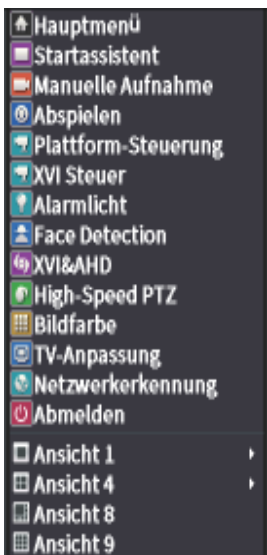 Hauptmenü
Startassistent
Manuelle Aufnahme
Abspielen
Plattform-Steuerung
XVI Steuer
Alarmlicht
Face Detection
XVI&AHD
High-Speed PTZ
Bildfarbe
TV-Anpassung
Netzwerkerkennung
Abmelden
Ansicht 1
Ansicht 4
Ansicht 8
Ansicht 9